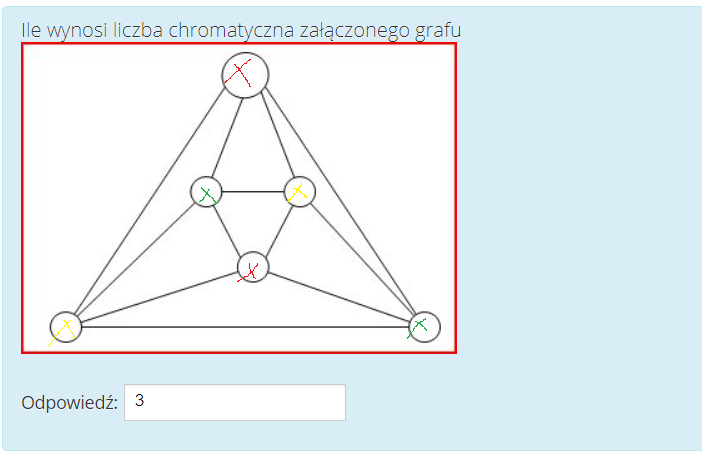 Ile wynosi liczba chromatyczna załączonego grafu
Odpowiedź: 3